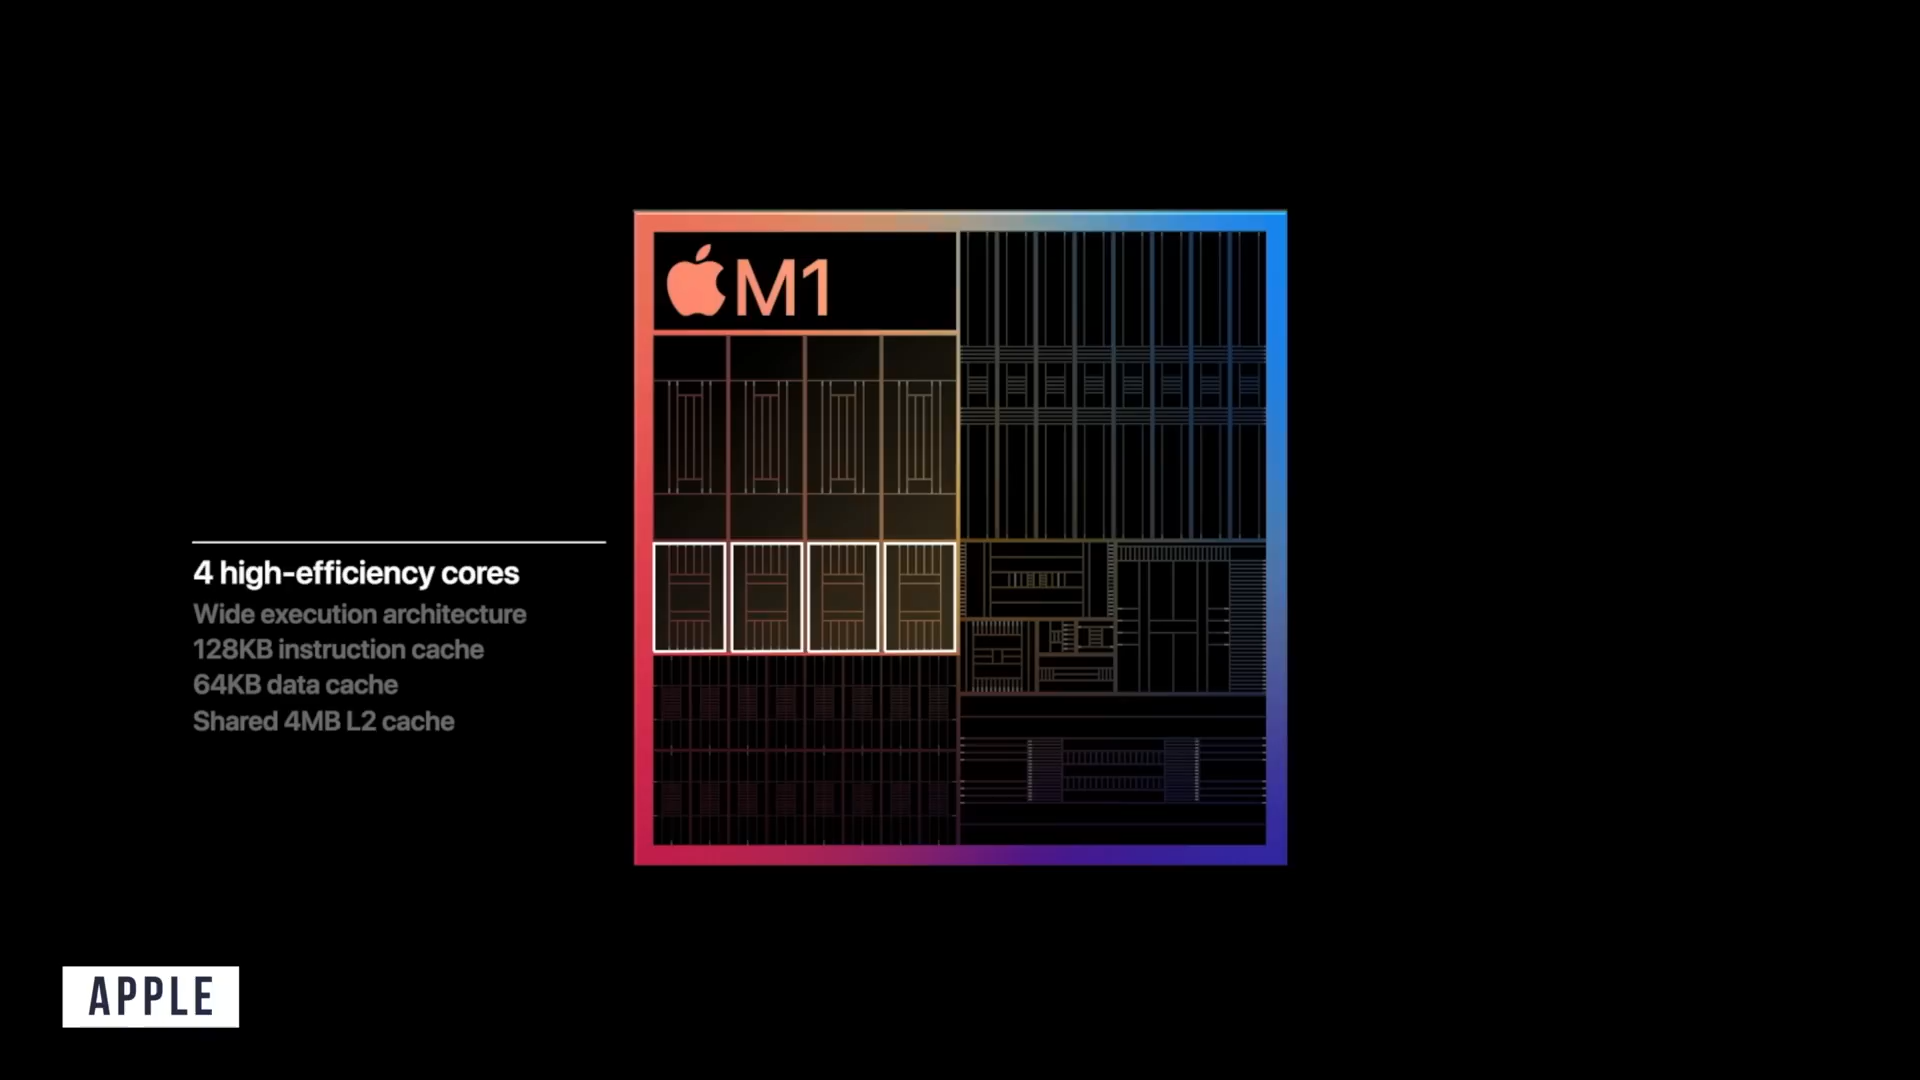 M1
4 high-efficiency cores
Wide execution architecture
128KB instruction cache
64KB data cache
Shared 4MB L2 cache
APPLE